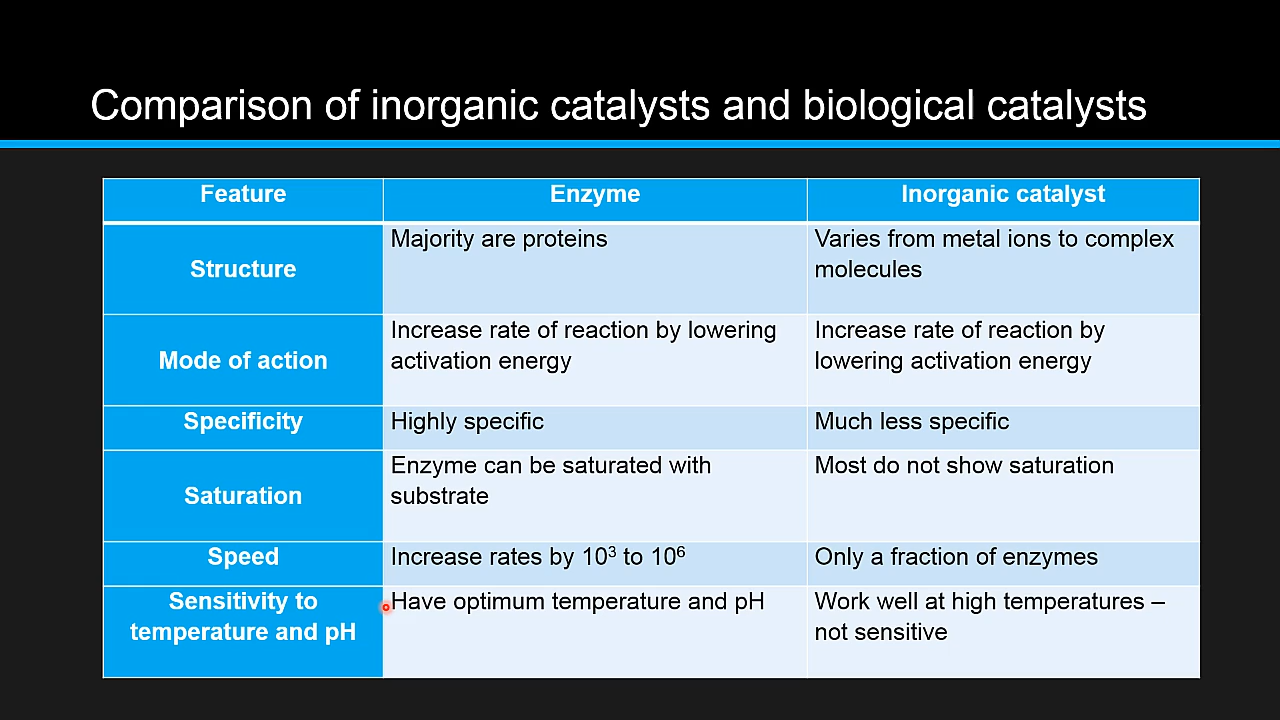 Comparison of inorganic catalysts and biological catalysts
Feature
Enzyme
Inorganic catalyst
Structure
Majority are proteins
Varies from metal ions to complex
molecules
Mode of action
Increase rate of reaction by lowering
activation energy
Increase rate of reaction by
lowering activation energy
Specificity
Highly specific
Much less specific
Saturation
Enzyme can be saturated with
substrate
Most do not show saturation
Speed
Increase rates by 10³ to 10⁶
Only a fraction of enzymes
Sensitivity to
temperature and pH
Have optimum temperature and pH
Work well at high temperatures –
not sensitive